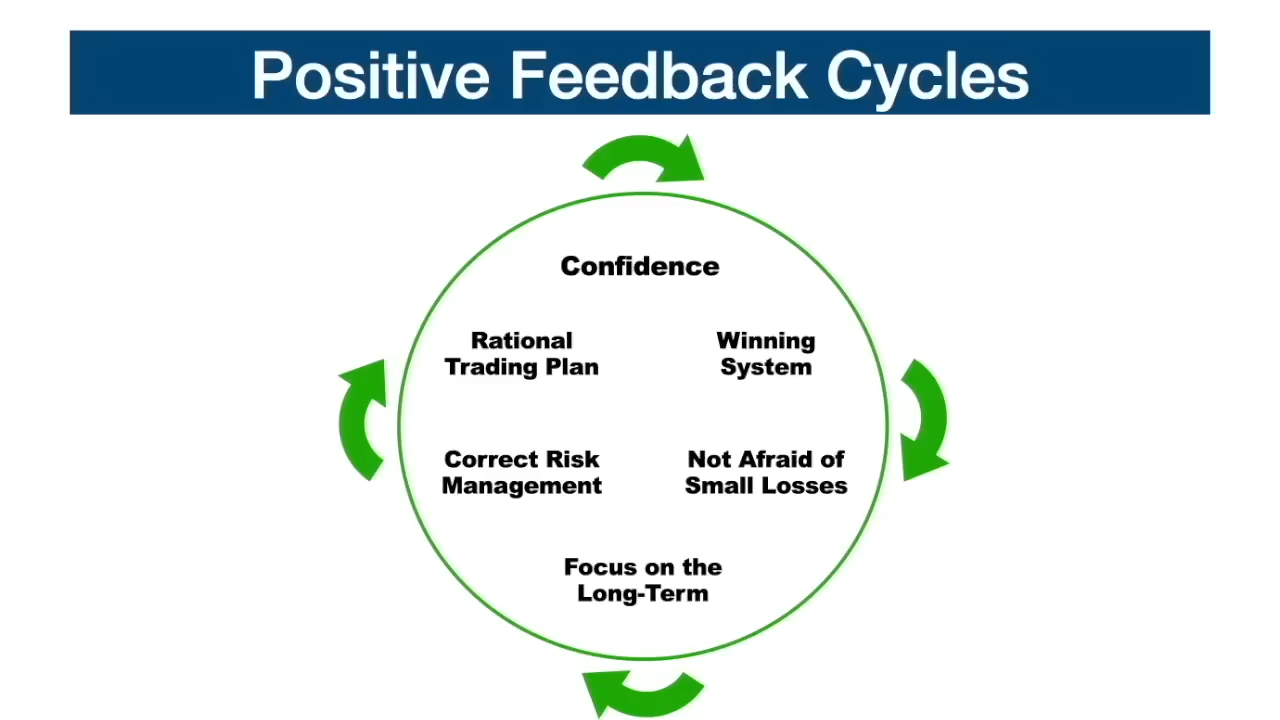 Positive Feedback Cycles
Confidence
Rational
Trading Plan
Winning
System
Correct Risk
Management
Not Afraid of
Small Losses
Focus on the
Long-Term